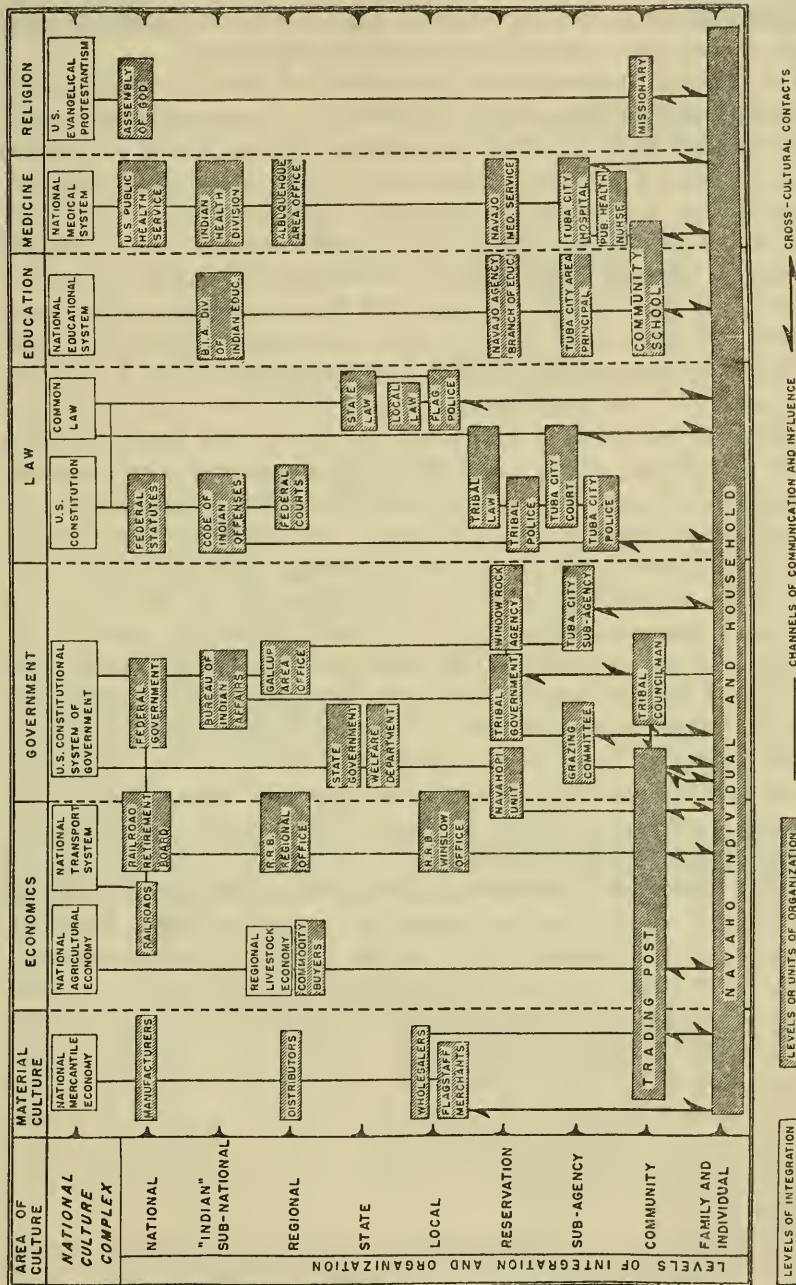 AREA OF
CULTURE
MATERIAL
CULTURE
ECONOMICS
GOVERNMENT
LAW
EDUCATION
MEDICINE
RELIGION
NATIONAL
CULTURE
COMPLEX
NATIONAL
MERCANTILE
ECONOMY
NATIONAL
AGRICULTURAL
ECONOMY
NATIONAL
TRANSPORT
SYSTEM
U.S. CONSTITUTIONAL
SYSTEM OF
GOVERNMENT
U.S.
CONSTITUTION
COMMON
LAW
NATIONAL
EDUCATIONAL
SYSTEM
NATIONAL
MEDICAL
SYSTEM
U.S.
EVANGELICAL
PROTESTANTISM
LEVELS OF INTEGRATION AND ORGANIZATION
NATIONAL
MANUFACTURERS
RAILROADS
RAILROAD
RETIREMENT
BOARD
FEDERAL
GOVERNMENT
FEDERAL
STATUTES
U.S PUBLIC
HEALTH
SERVICE
ASSEMBLY
OF GOD
"INDIAN"
SUB-NATIONAL
BUREAU OF
INDIAN
AFFAIRS
CODE OF
INDIAN
OFFENSES
B.I.A. DIV.
OF
INDIAN EDUC.
INDIAN
HEALTH
DIVISION
REGIONAL
DISTRIBUTORS
REGIONAL
LIVESTOCK
ECONOMY
COMMODITY
BUYERS
R.R.B.
REGIONAL
OFFICE
GALLUP
AREA
OFFICE
FEDERAL
COURTS
ALBUQUERQUE
AREA OFFICE
STATE
STATE
GOVERNMENT
WELFARE
DEPARTMENT
STATE
LAW
LOCAL
WHOLESALERS
FLAGSTAFF
MERCHANTS
R.R.B.
WINSLOW
OFFICE
LOCAL
LAW
FLAG.
POLICE
RESERVATION
NAVAHOPI
UNIT
TRIBAL
GOVERNMENT
WINDOW ROCK
AGENCY
TRIBAL
LAW
TRIBAL
POLICE
NAVAJO AGENCY
BRANCH OF EDUC.
NAVAJO
MED. SERVICE
SUB-AGENCY
GRAZING
COMMITTEE
TUBA CITY
SUB-AGENCY
TUBA CITY
COURT
TUBA CITY
POLICE
TUBA CITY AREA
PRINCIPAL
TUBA CITY
HOSPITAL
PUB. HEALTH
NURSE
COMMUNITY
TRADING POST
TRIBAL
COUNCILMAN
COMMUNITY
SCHOOL
MISSIONARY
FAMILY AND
INDIVIDUAL
NAVAHO INDIVIDUAL AND HOUSEHOLD
LEVELS OF INTEGRATION
LEVELS OR UNITS OF ORGANIZATION
CHANNELS OF COMMUNICATION AND INFLUENCE
CROSS-CULTURAL CONTACTS